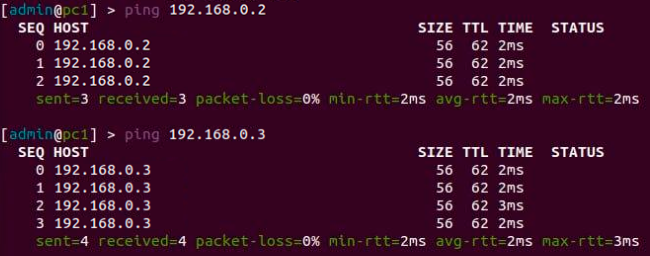 [admin@pc1] > ping 192.168.0.2
SEQ HOST SIZE TTL TIME STATUS
0 192.168.0.2 56 62 2ms
1 192.168.0.2 56 62 2ms
2 192.168.0.2 56 62 2ms
sent=3 received=3 packet-loss=0% min-rtt=2ms avg-rtt=2ms max-rtt=2ms
[admin@pc1] > ping 192.168.0.3
SEQ HOST SIZE TTL TIME STATUS
0 192.168.0.3 56 62 2ms
1 192.168.0.3 56 62 2ms
2 192.168.0.3 56 62 3ms
3 192.168.0.3 56 62 2ms
sent=4 received=4 packet-loss=0% min-rtt=2ms avg-rtt=2ms max-rtt=3ms